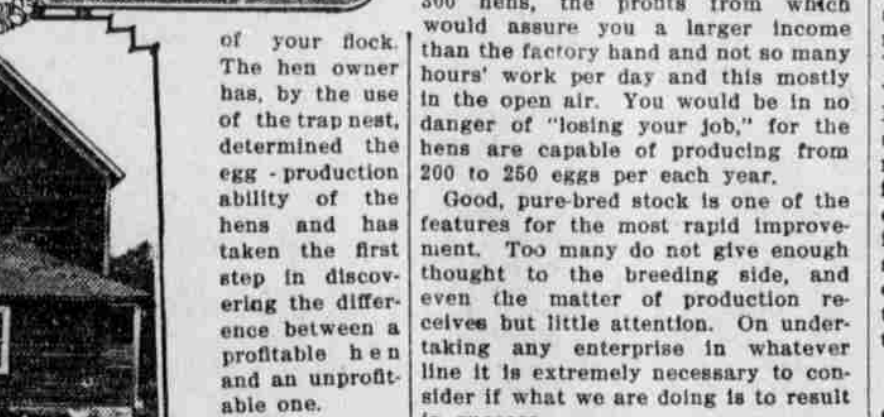 of your flock.
The hen owner
has, by the use
of the trap nest,
determined the
egg - production
ability of the
hens and has
taken the first
step in discov-
ering the differ-
ence between a
profitable hen
and an unprofit-
able one.
300 hens, the profits from which
would assure you a larger income
than the factory hand and not so many
hours' work per day and this mostly
in the open air. You would be in no
danger of "losing your job," for the
hens are capable of producing from
200 to 250 eggs per each year.
Good, pure-bred stock is one of the
features for the most rapid improve-
ment. Too many do not give enough
thought to the breeding side, and
even the matter of production re-
ceives but little attention. On under-
taking any enterprise in whatever
line it is extremely necessary to con-
sider if what we are doing is to result